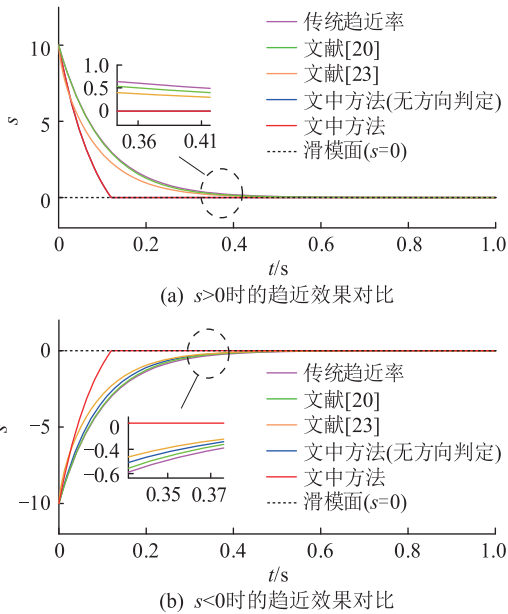 10
5
0
s
1.0
0.5
0
0.36
0.41
传统趋近率
文献[20]
文献[23]
文中方法(无方向判定)
文中方法
滑模面(s=0)
0
0.2
0.4
0.6
0.8
1.0
t/s
(a) s>0时的趋近效果对比
0
−5
−10
s
0
−0.4
−0.6
0.35
0.37
传统趋近率
文献[20]
文献[23]
文中方法(无方向判定)
文中方法
滑模面(s=0)
0
0.2
0.4
0.6
0.8
1.0
t/s
(b) s<0时的趋近效果对比